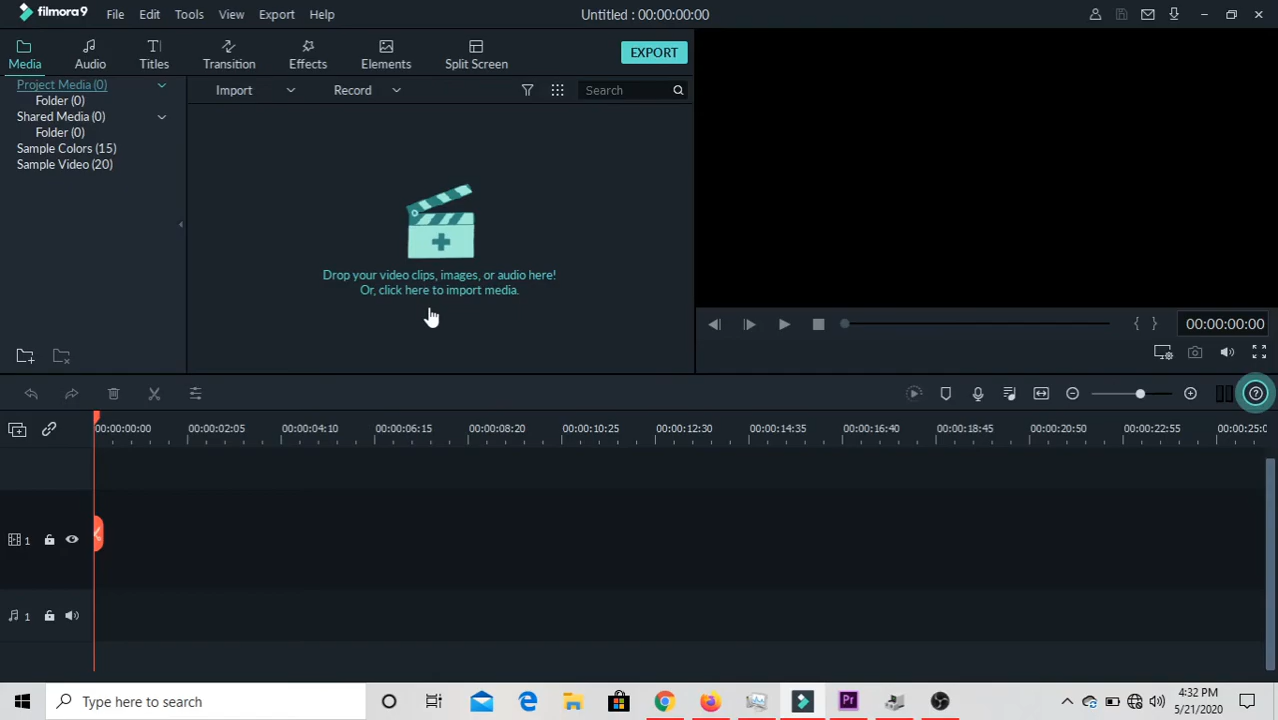 filmora9
File Edit Tools View Export Help
Untitled : 00:00:00:00
Media Audio Titles Transition Effects Elements Split Screen
EXPORT
Project Media (0)
Folder (0)
Shared Media (0)
Folder (0)
Sample Colors (15)
Sample Video (20)
Import Record Search
Drop your video clips, images, or audio here!
Or, click here to import media.
{ } 00:00:00:00
00:00:00:00 00:00:02:05 00:00:04:10 00:00:06:15 00:00:08:20 00:00:10:25 00:00:12:30 00:00:14:35 00:00:16:40 00:00:18:45 00:00:20:50 00:00:22:55 00:00:25:0
1
1
Type here to search
Pr
4:32 PM
5/21/2020